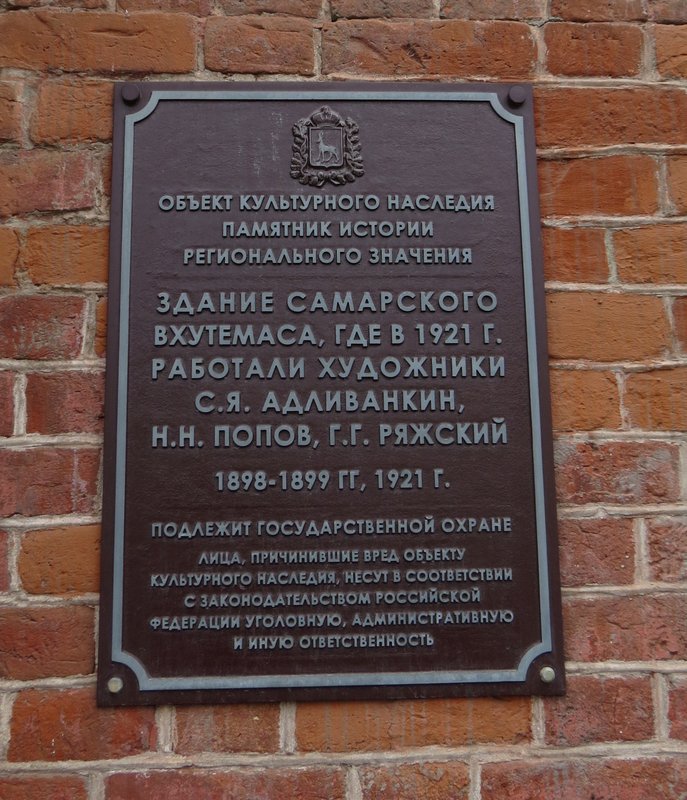 ОБЪЕКТ КУЛЬТУРНОГО НАСЛЕДИЯ
ПАМЯТНИК ИСТОРИИ
РЕГИОНАЛЬНОГО ЗНАЧЕНИЯ
ЗДАНИЕ САМАРСКОГО
ВХУТЕМАСА, ГДЕ В 1921 Г.
РАБОТАЛИ ХУДОЖНИКИ
С.Я. АДЛИВАНКИН,
Н.Н. ПОПОВ, Г.Г. РЯЖСКИЙ
1898-1899 ГГ, 1921 Г.
ПОДЛЕЖИТ ГОСУДАРСТВЕННОЙ ОХРАНЕ
ЛИЦА, ПРИЧИНИВШИЕ ВРЕД ОБЪЕКТУ
КУЛЬТУРНОГО НАСЛЕДИЯ, НЕСУТ В СООТВЕТСТВИИ
С ЗАКОНОДАТЕЛЬСТВОМ РОССИЙСКОЙ
ФЕДЕРАЦИИ УГОЛОВНУЮ, АДМИНИСТРАТИВНУЮ
И ИНУЮ ОТВЕТСТВЕННОСТЬ